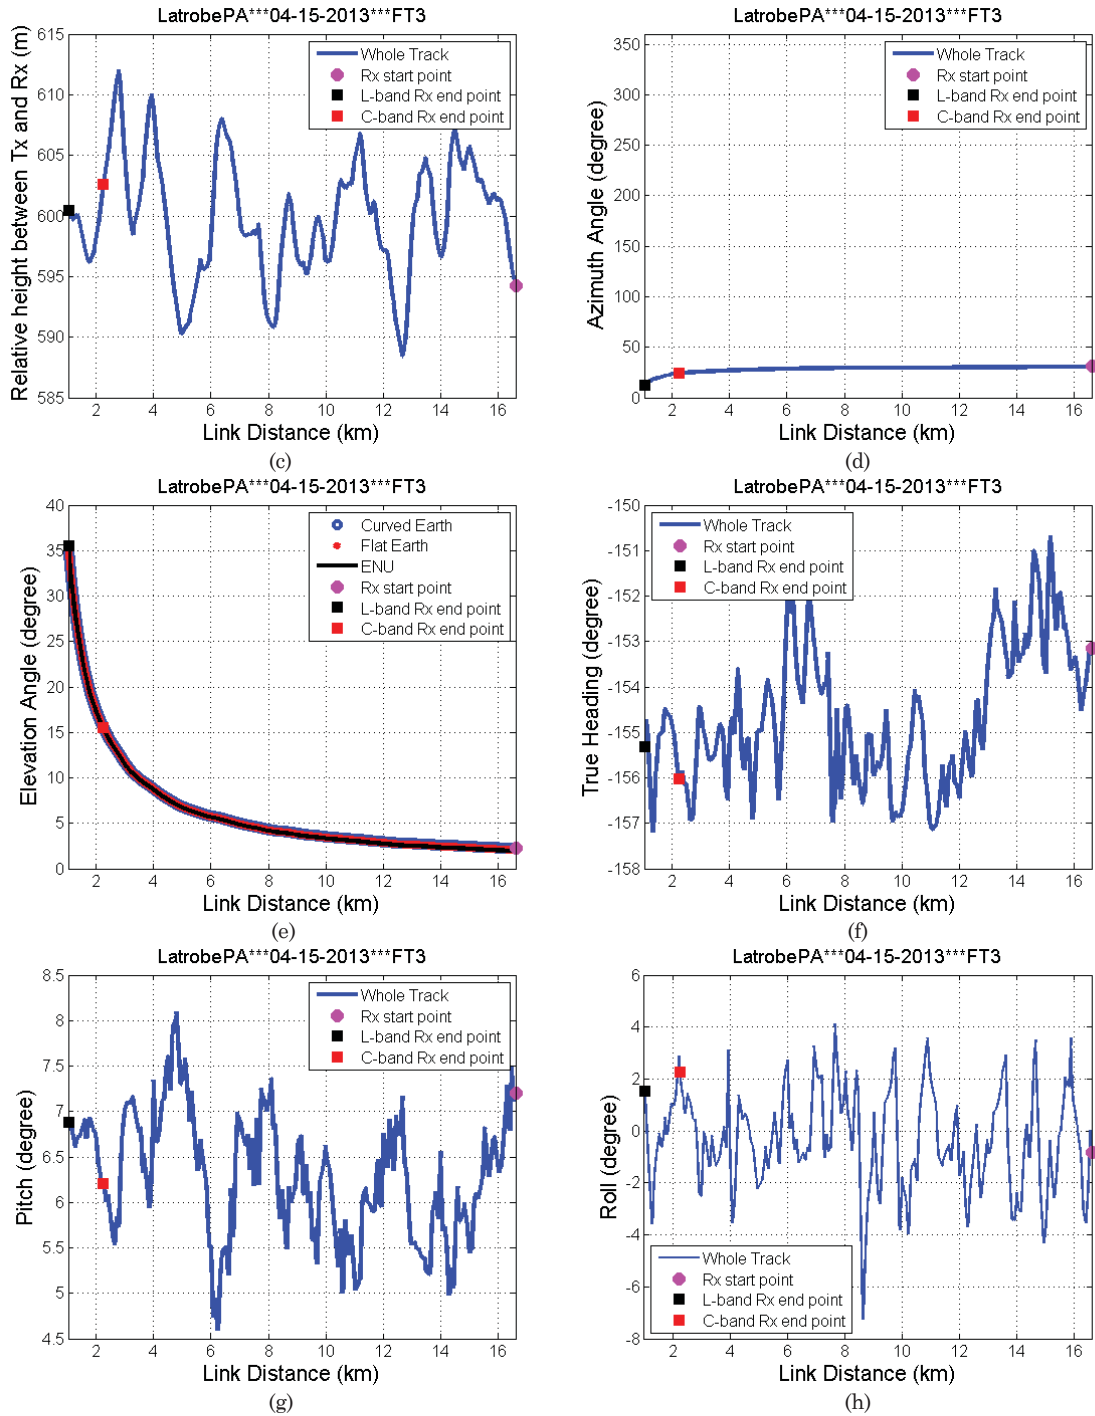 LatrobePA***04-15-2013***FT3
Relative height between Tx and Rx (m)
615
610
605
600
595
590
585
Whole Track
Rx start point
L-band Rx end point
C-band Rx end point
2 4 6 8 10 12 14 16
Link Distance (km)
(c)
LatrobePA***04-15-2013***FT3
Azimuth Angle (degree)
350
300
250
200
150
100
50
0
Whole Track
Rx start point
L-band Rx end point
C-band Rx end point
2 4 6 8 10 12 14 16
Link Distance (km)
(d)
LatrobePA***04-15-2013***FT3
Elevation Angle (degree)
40
35
30
25
20
15
10
5
0
Curved Earth
Flat Earth
ENU
Rx start point
L-band Rx end point
C-band Rx end point
2 4 6 8 10 12 14 16
Link Distance (km)
(e)
LatrobePA***04-15-2013***FT3
True Heading (degree)
-150
-151
-152
-153
-154
-155
-156
-157
-158
Whole Track
Rx start point
L-band Rx end point
C-band Rx end point
2 4 6 8 10 12 14 16
Link Distance (km)
(f)
LatrobePA***04-15-2013***FT3
Pitch (degree)
8.5
8
7.5
7
6.5
6
5.5
5
4.5
Whole Track
Rx start point
L-band Rx end point
C-band Rx end point
2 4 6 8 10 12 14 16
Link Distance (km)
(g)
LatrobePA***04-15-2013***FT3
Roll (degree)
6
4
2
0
-2
-4
-6
-8
Whole Track
Rx start point
L-band Rx end point
C-band Rx end point
2 4 6 8 10 12 14 16
Link Distance (km)
(h)